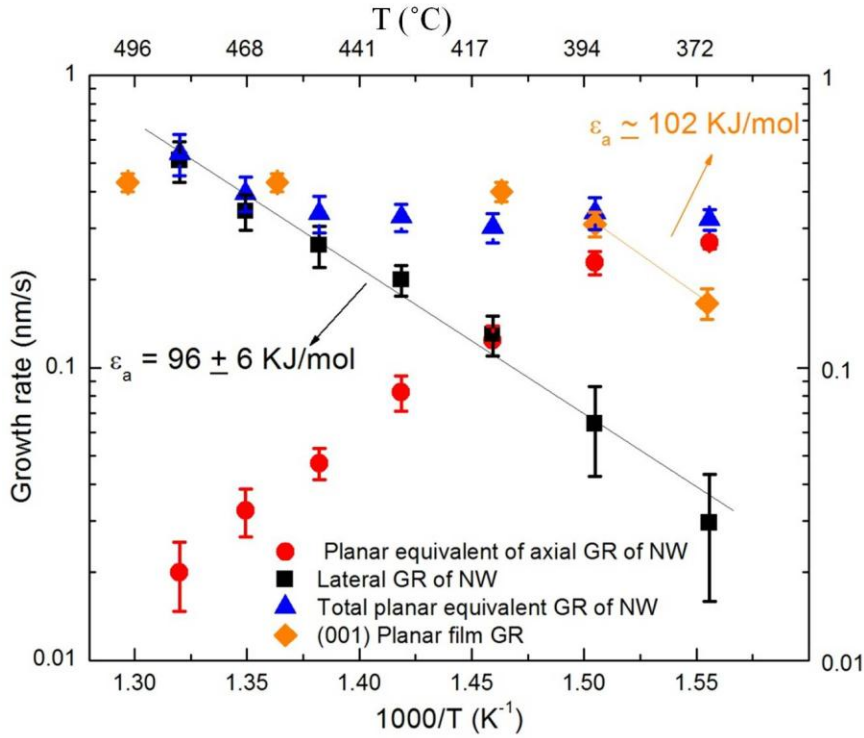 T (˚C)
496 468 441 417 394 372
1 1
εa ≃ 102 KJ/mol
Growth rate (nm/s)
0.1 0.1
εa = 96 ± 6 KJ/mol
Planar equivalent of axial GR of NW
Lateral GR of NW
Total planar equivalent GR of NW
(001) Planar film GR
0.01 0.01
1.30 1.35 1.40 1.45 1.50 1.55
1000/T (K⁻¹)